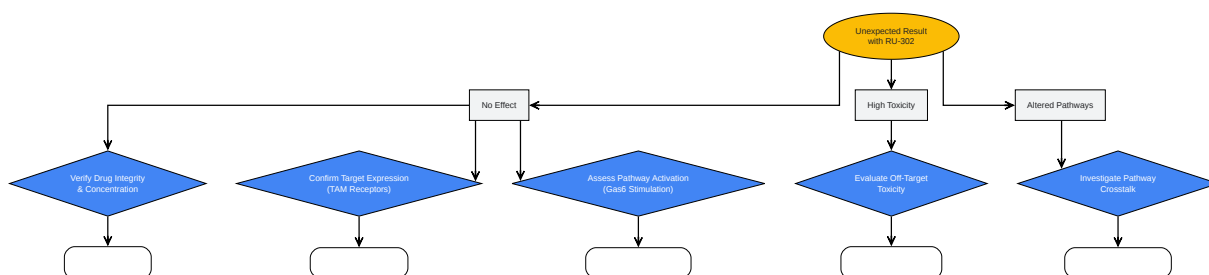 Unexpected Result
with RU-302
No Effect
High Toxicity
Altered Pathways
Verify Drug Integrity
& Concentration
Confirm Target Expression
(TAM Receptors)
Assess Pathway Activation
(Gas6 Stimulation)
Evaluate Off-Target
Toxicity
Investigate Pathway
Crosstalk